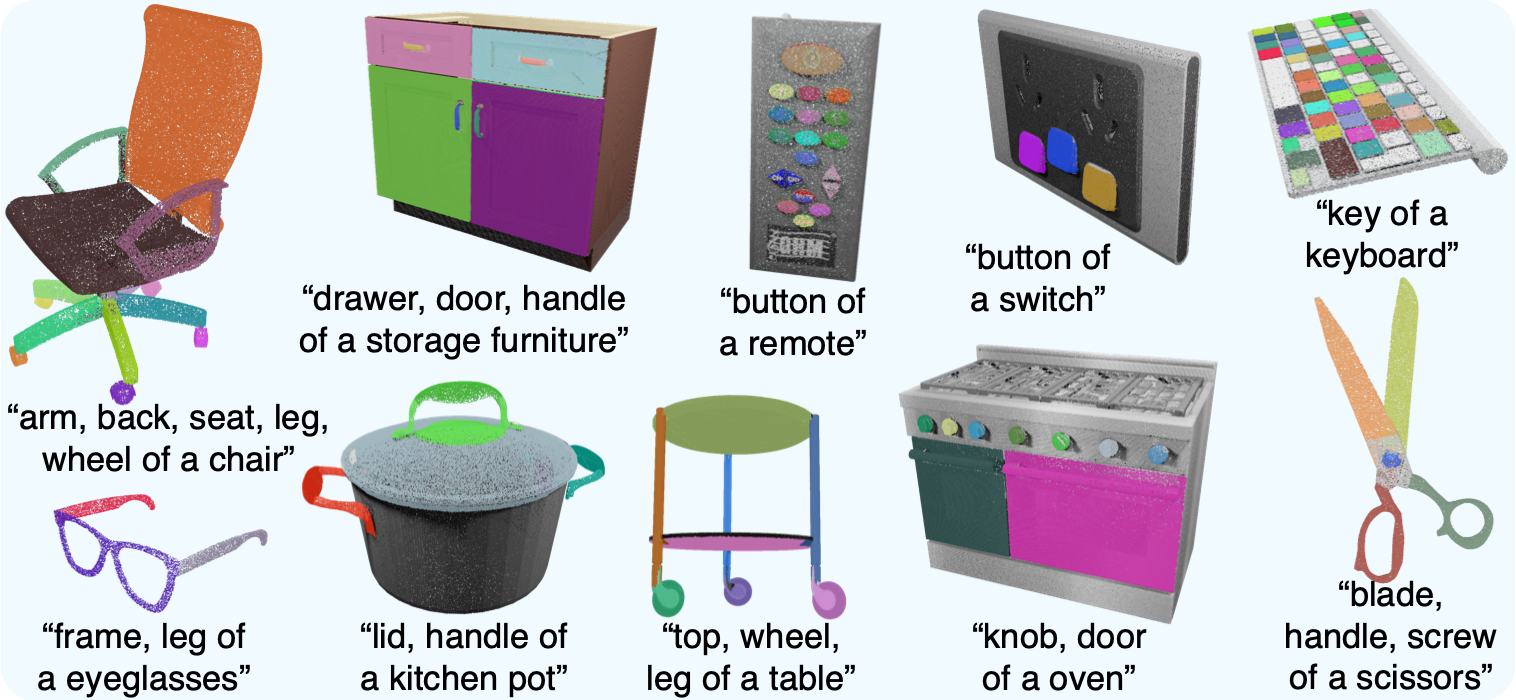 “drawer, door, handle
of a storage furniture”
“button of
a remote”
“button of
a switch”
“key of a
keyboard”
“arm, back, seat, leg,
wheel of a chair”
“frame, leg of
a eyeglasses”
“lid, handle of
a kitchen pot”
“top, wheel,
leg of a table”
“knob, door
of a oven”
“blade,
handle, screw
of a scissors”